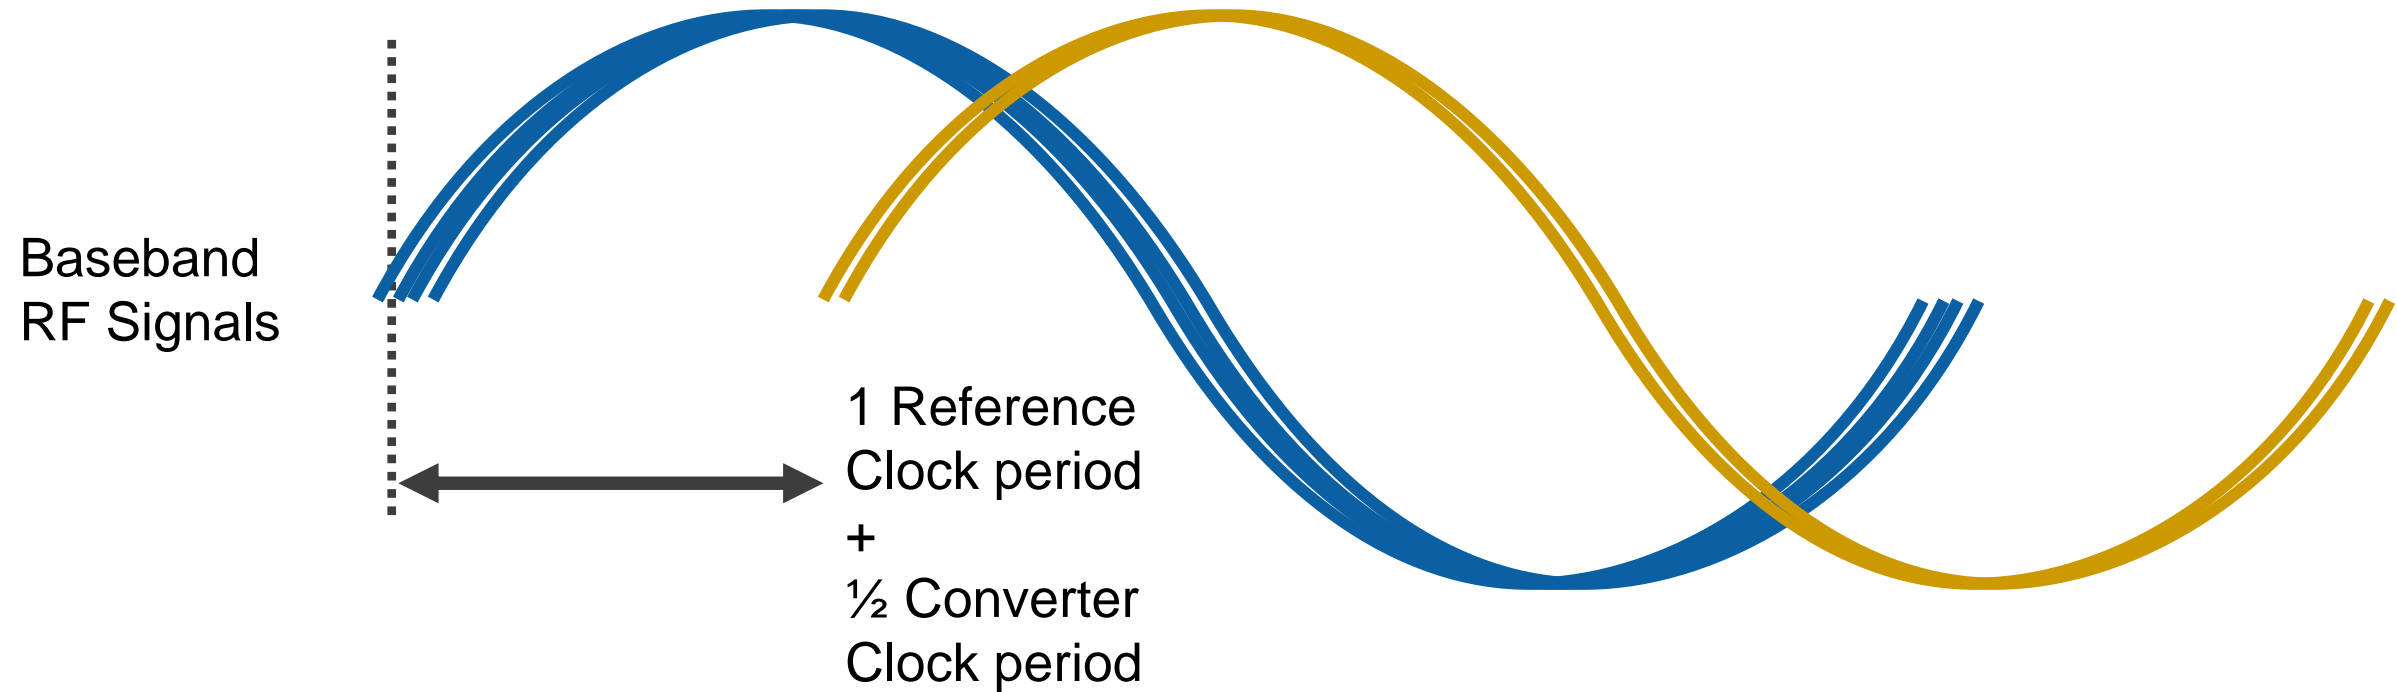 Baseband
RF Signals
1 Reference
Clock period
+
½ Converter
Clock period